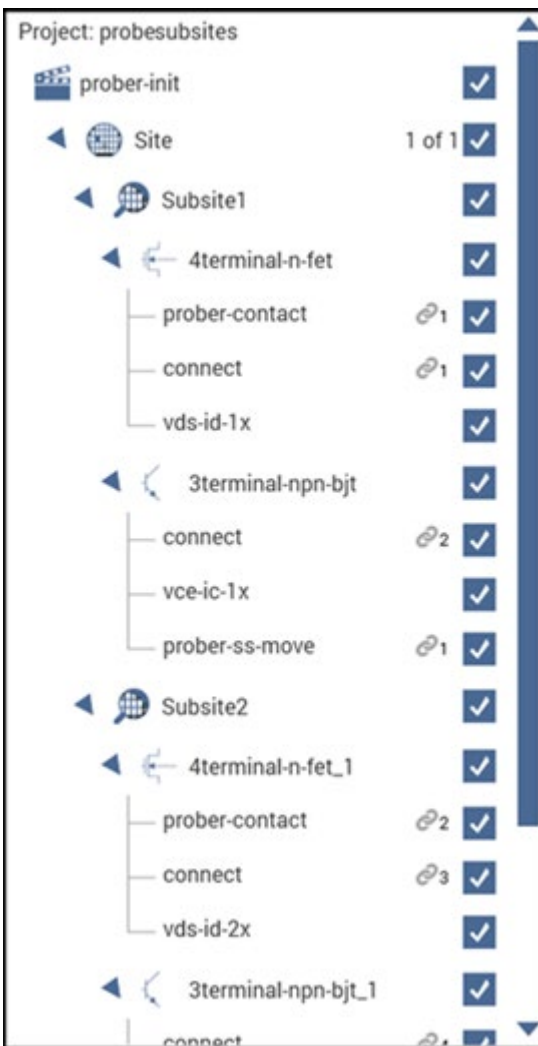 Project: probesubsites
prober-init
Site 1 of 1
Subsite1
4terminal-n-fet
prober-contact 1
connect 1
vds-id-1x
3terminal-npn-bjt
connect 2
vce-ic-1x
prober-ss-move 1
Subsite2
4terminal-n-fet_1
prober-contact 2
connect 3
vds-id-2x
3terminal-npn-bjt_1
connect 4